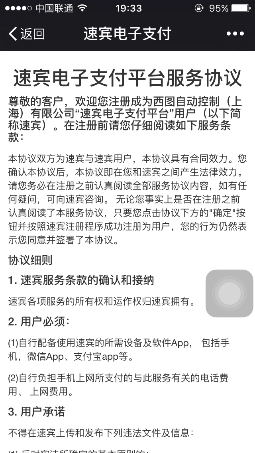 中国联通 19:33 95%
返回 速宾电子支付
速宾电子支付平台服务协议
尊敬的客户，欢迎您注册成为西图自动控制（上
海）有限公司“速宾电子支付平台”用户（以下简
称速宾）。在注册前请您仔细阅读如下服务条
款：
本协议双方为速宾与速宾用户，本协议具有合同效力。您
确认本协议后，本协议即在您和速宾之间产生法律效力。
请您务必在注册之前认真阅读全部服务协议内容，如有任
何疑问，可向速宾咨询。 无论您事实上是否在注册之前
认真阅读了本服务协议，只要您点击协议下方的"确定"按
钮并按照速宾注册程序成功注册为用户，您的行为仍然表
示您同意并签署了本协议。
协议细则
1. 速宾服务条款的确认和接纳
速宾各项服务的所有权和运作权归速宾拥有。
2. 用户必须：
(1)自行配备使用速宾的所需设备及软件App， 包括手
机，微信App、支付宝app等。
(2)自行负担手机上网所支付的与此服务有关的电话费
用、 上网费用。
3. 用户承诺
不得在速宾上传和发布下列违法文件及信息：